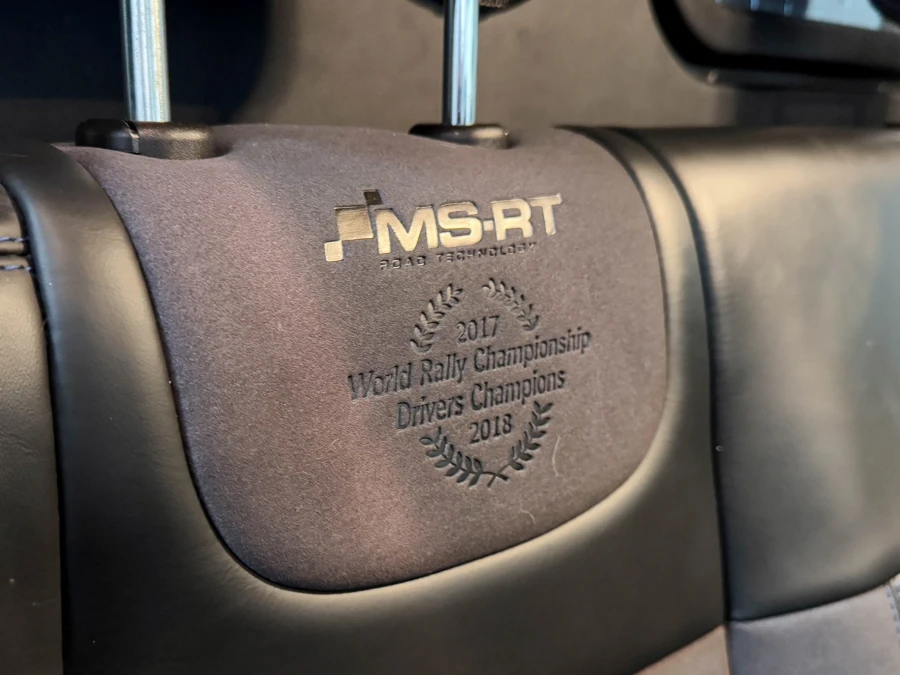 MS-RT
ROAD TECHNOLOGY
2017
World Rally Championship
Drivers Champions
2018